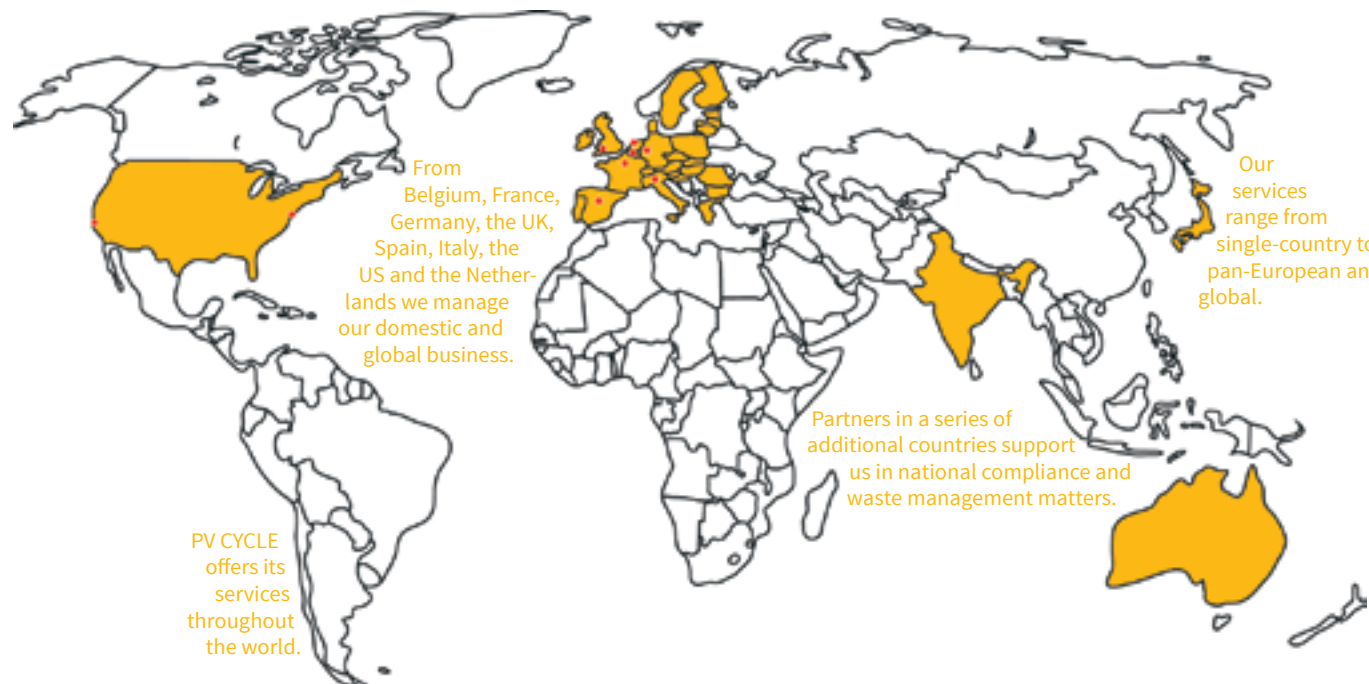 From
Belgium, France,
Germany, the UK,
Spain, Italy, the
US and the Nether-
lands we manage
our domestic and
global business.
Our
services
range from
single-country to
pan-European an
global.
Partners in a series of
additional countries support
us in national compliance and
waste management matters.
PV CYCLE
offers its
services
throughout
the world.